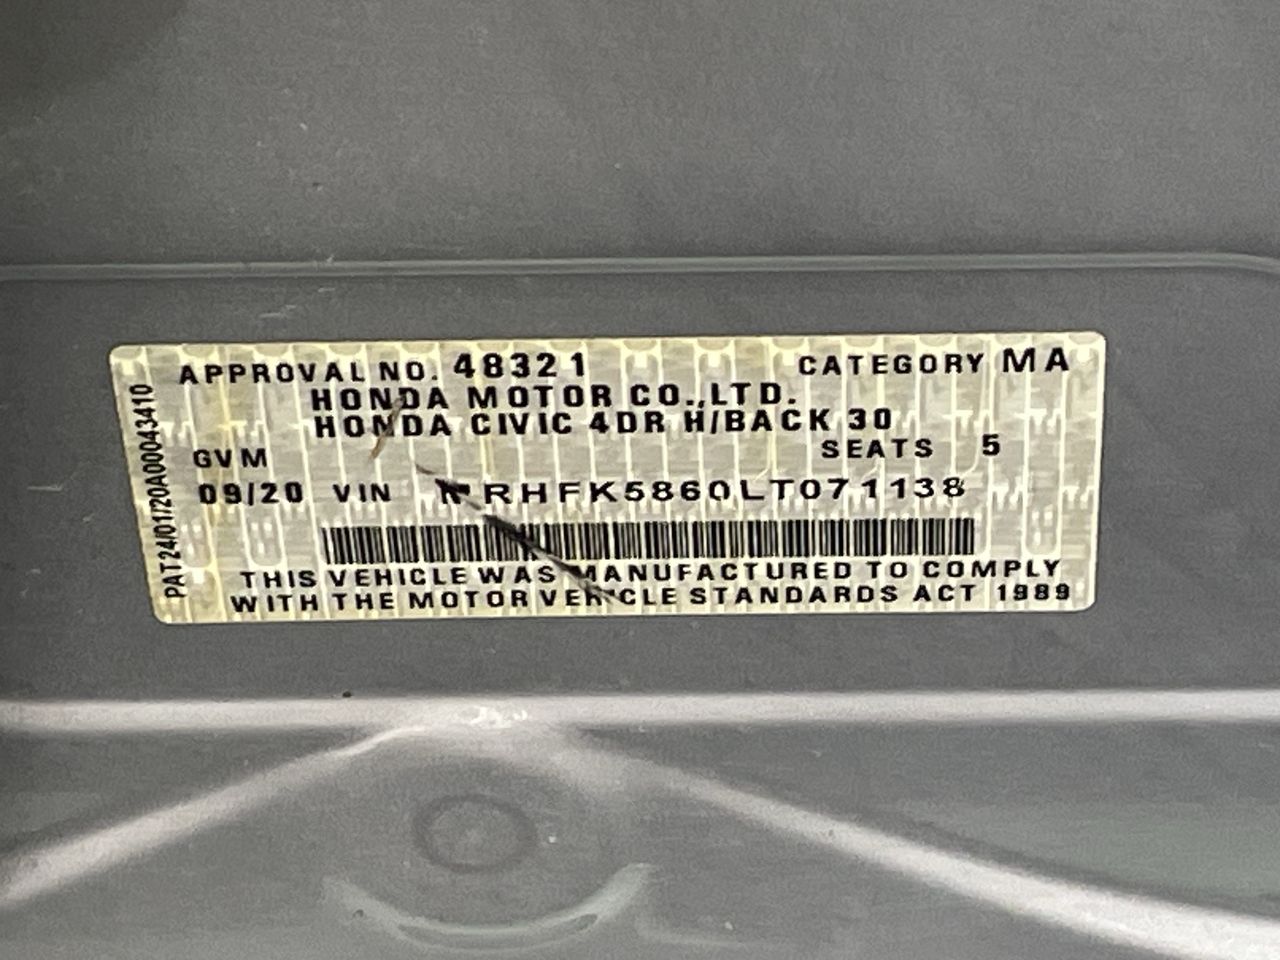 APPROVAL NO. 48321 CATEGORY MA
HONDA MOTOR CO.,LTD.
HONDA CIVIC 4DR H/BACK 30
GVM SEATS 5
09/20 VIN
THIS VEHICLE WAS MANUFACTURED TO COMPLY
WITH THE MOTOR VEHICLE STANDARDS ACT 1989
PAT24/01/20A00043410